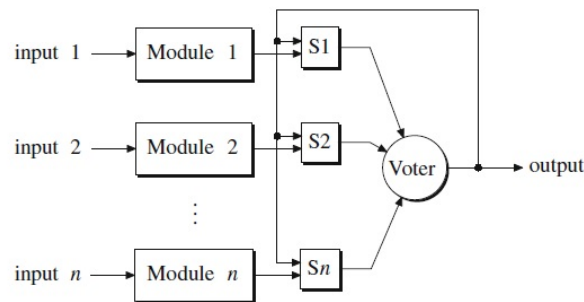 input 1 Module 1 S1
input 2 Module 2 S2 Voter output
⋮
input n Module n Sn